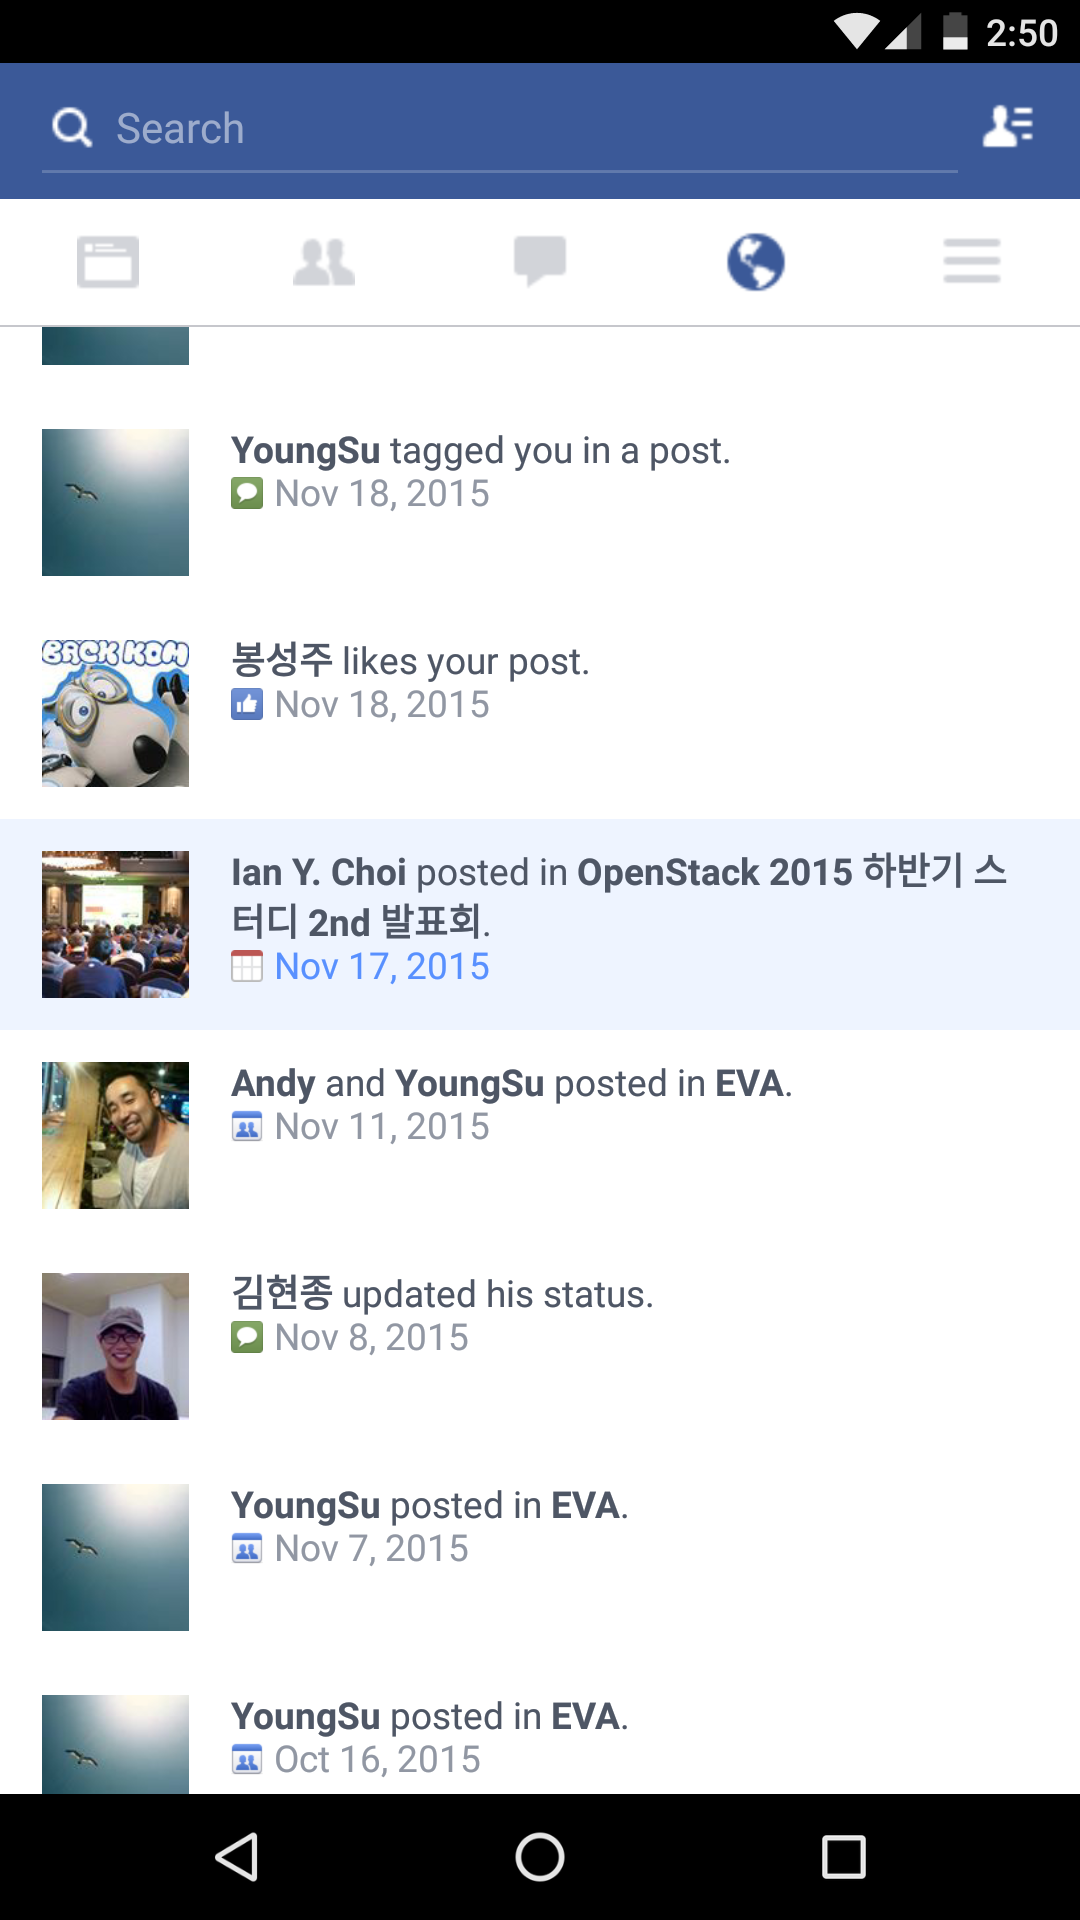 2:50
Search
YoungSu tagged you in a post.
Nov 18, 2015
BACK KOM
봉성주 likes your post.
Nov 18, 2015
Ian Y. Choi posted in OpenStack 2015 하반기 스
터디 2nd 발표회.
Nov 17, 2015
Andy and YoungSu posted in EVA.
Nov 11, 2015
김현종 updated his status.
Nov 8, 2015
YoungSu posted in EVA.
Nov 7, 2015
YoungSu posted in EVA.
Oct 16, 2015